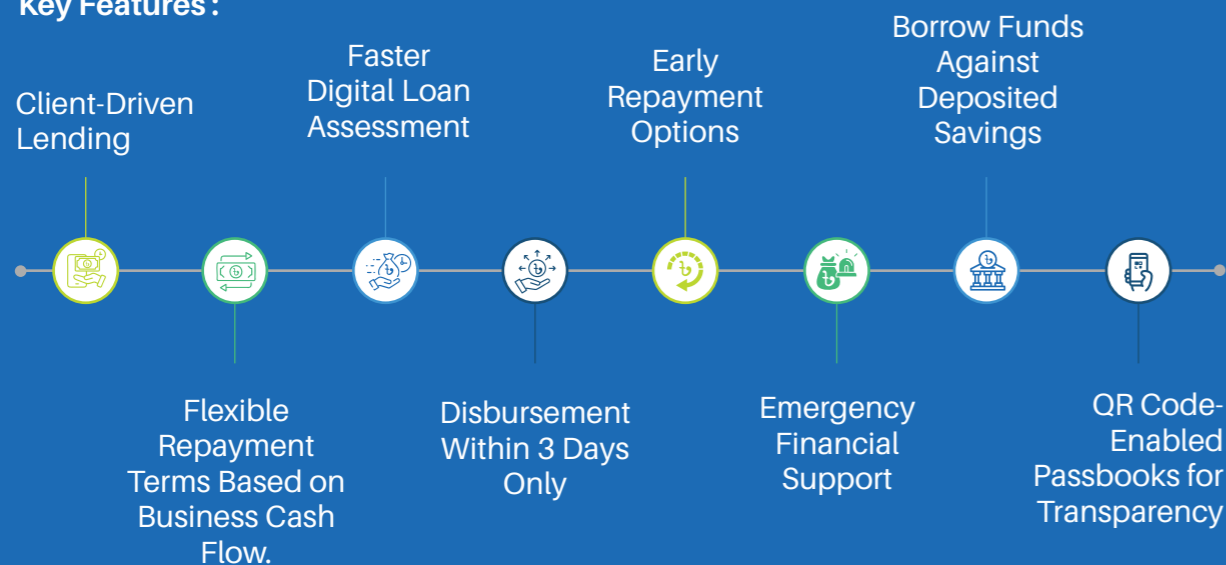 Key Features :
Client-Driven
Lending
Flexible
Repayment
Terms Based on
Business Cash
Flow.
Faster
Digital Loan
Assessment
Disbursement
Within 3 Days
Only
Early
Repayment
Options
Emergency
Financial
Support
Borrow Funds
Against
Deposited
Savings
QR Code-
Enabled
Passbooks for
Transparency